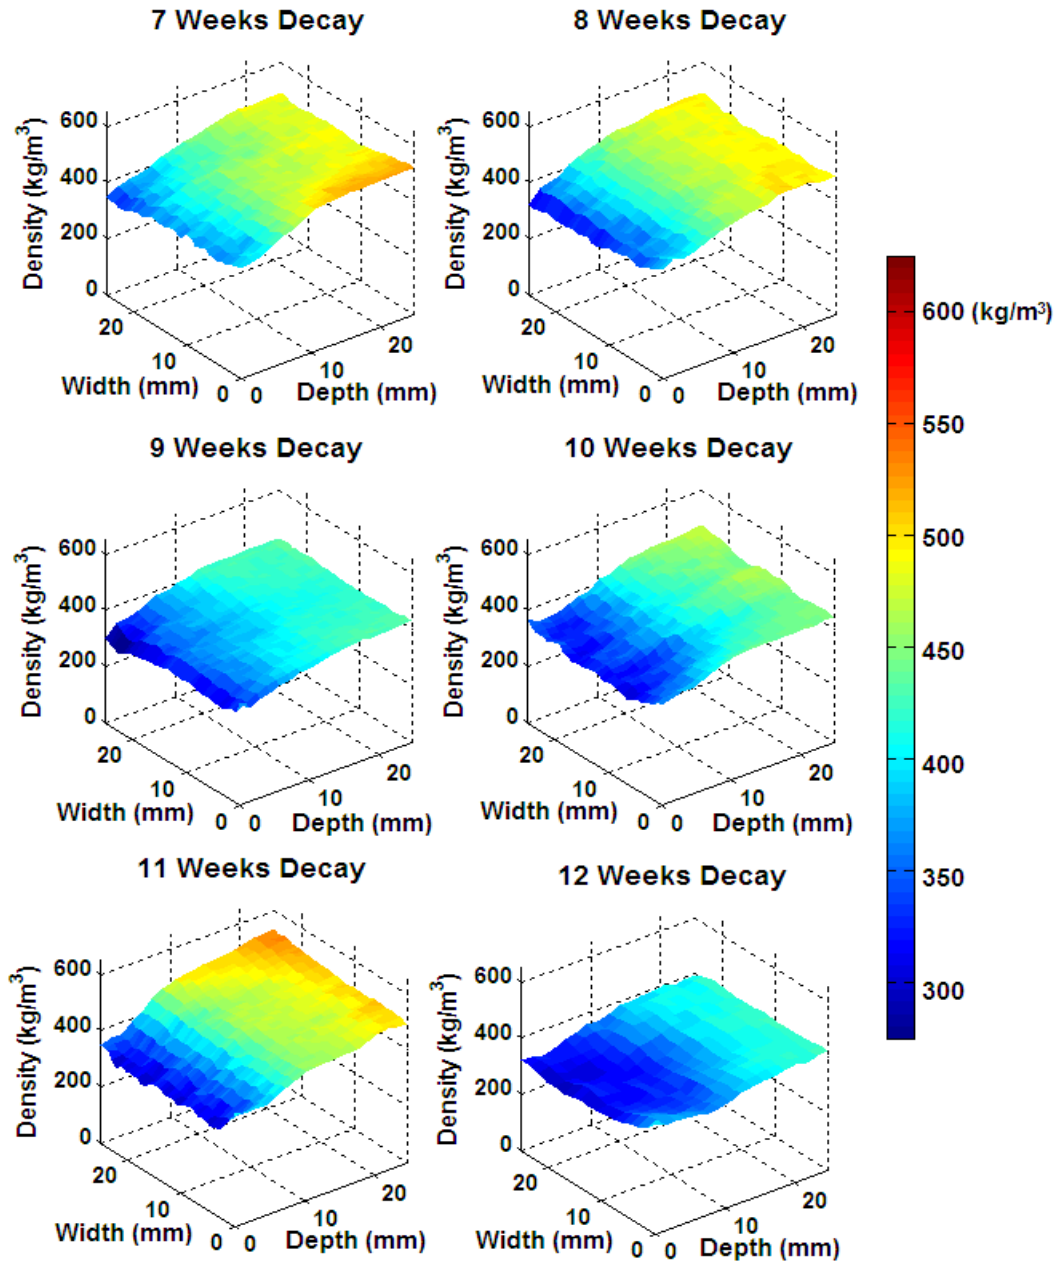 7 Weeks Decay
8 Weeks Decay
Density (kg/m³)
600
400
200
0
20
10
0
Width (mm)
0
10
20
Depth (mm)
Density (kg/m³)
600
400
200
0
20
10
0
Width (mm)
0
10
20
Depth (mm)
9 Weeks Decay
10 Weeks Decay
Density (kg/m³)
600
400
200
0
20
10
0
Width (mm)
0
10
20
Depth (mm)
Density (kg/m³)
600
400
200
0
20
10
0
Width (mm)
0
10
20
Depth (mm)
11 Weeks Decay
12 Weeks Decay
Density (kg/m³)
600
400
200
0
20
10
0
Width (mm)
0
10
20
Depth (mm)
Density (kg/m³)
600
400
200
0
20
10
0
Width (mm)
0
10
20
Depth (mm)
600 (kg/m³)
550
500
450
400
350
300